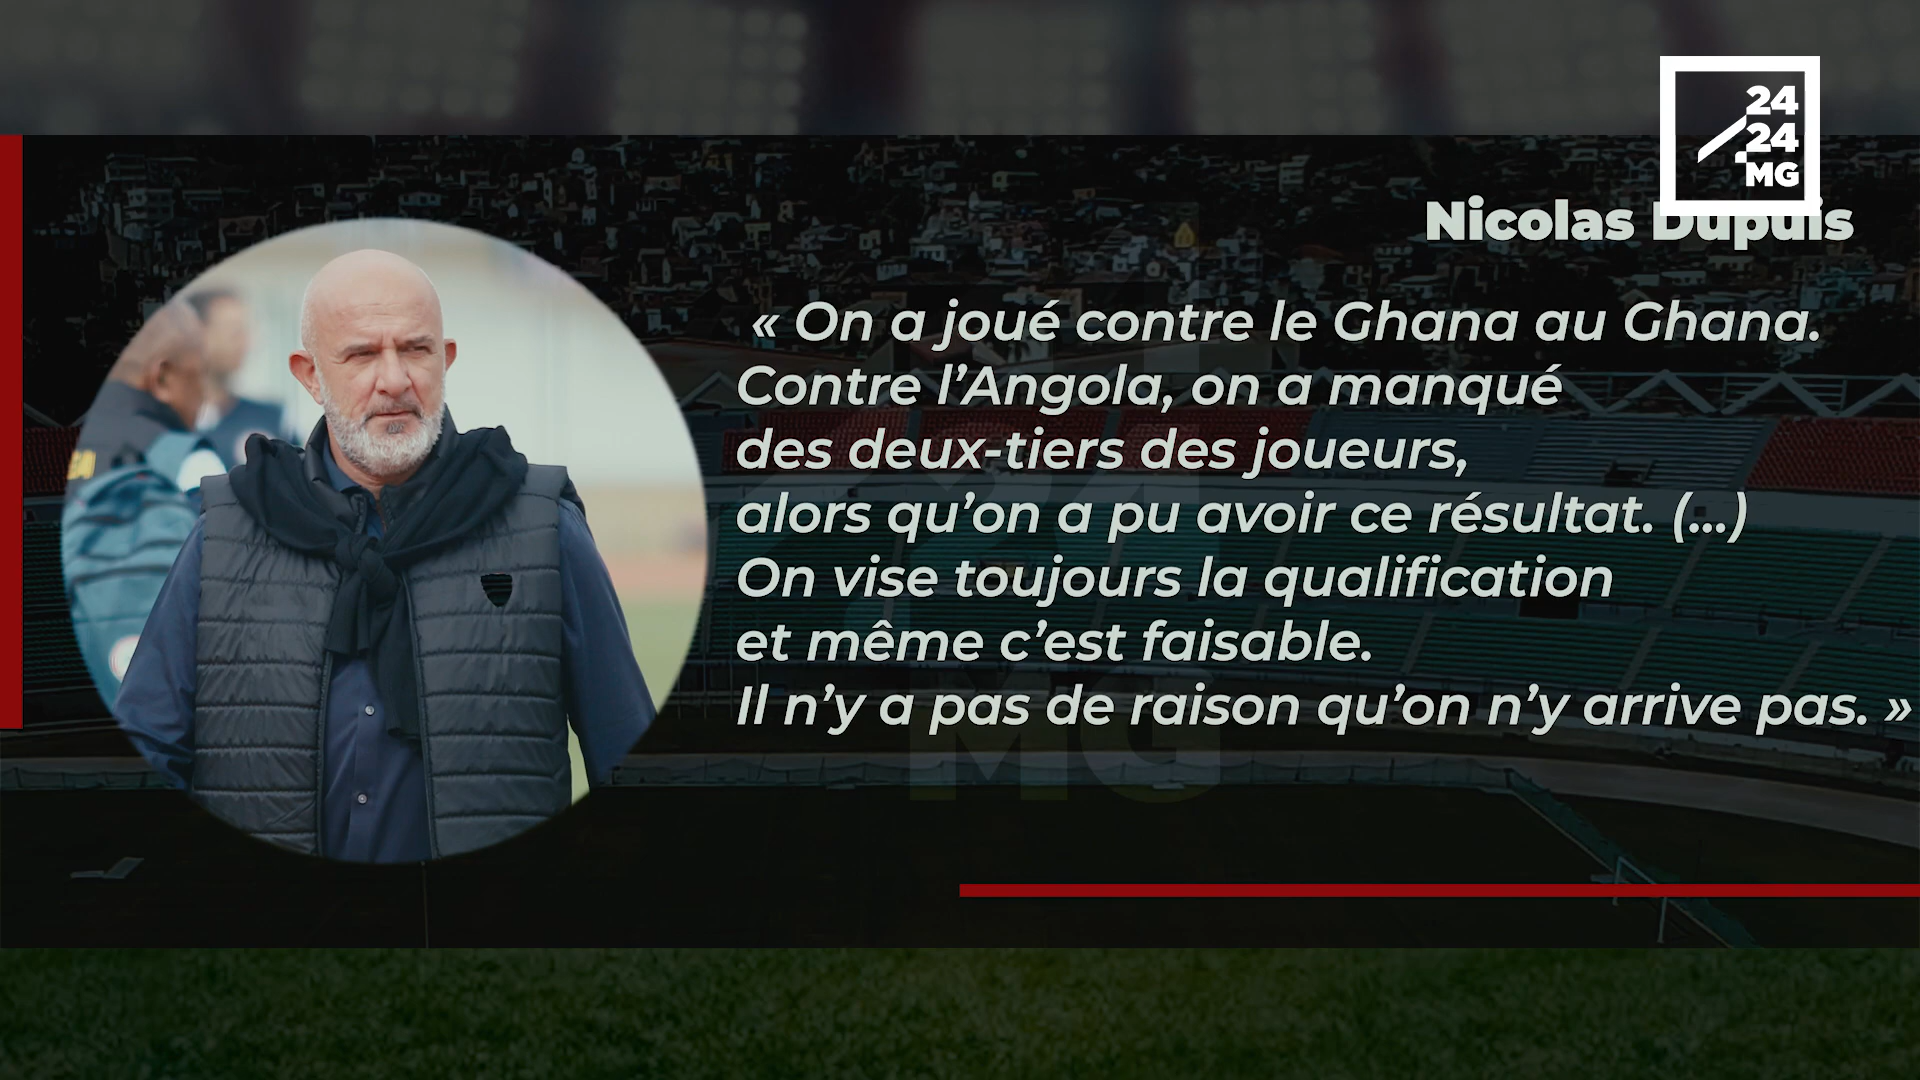 24
24
MG
Nicolas Dupuis
« On a joué contre le Ghana au Ghana.
Contre l’Angola, on a manqué
des deux-tiers des joueurs,
alors qu’on a pu avoir ce résultat. (...)
On vise toujours la qualification
et même c’est faisable.
Il n’y a pas de raison qu’on n’y arrive pas. »
MG